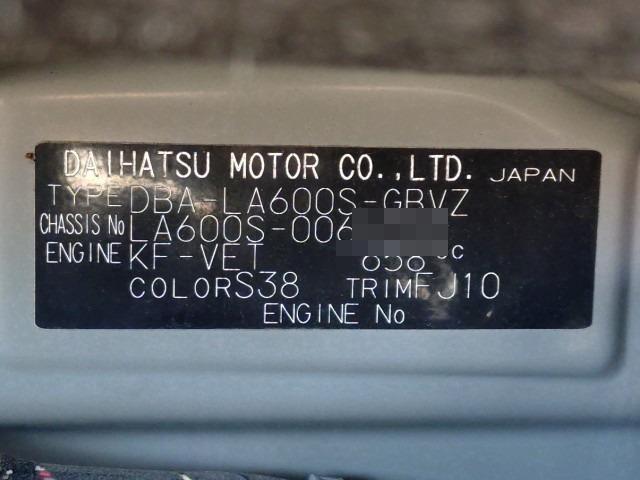 DAIHATSU MOTOR CO.,LTD. JAPAN
TYPE DBA-LA600S-GBVZ
CHASSIS No LA600S-006
ENGINE KF-VET 658 cc
COLOR S38 TRIM FJ10
ENGINE No